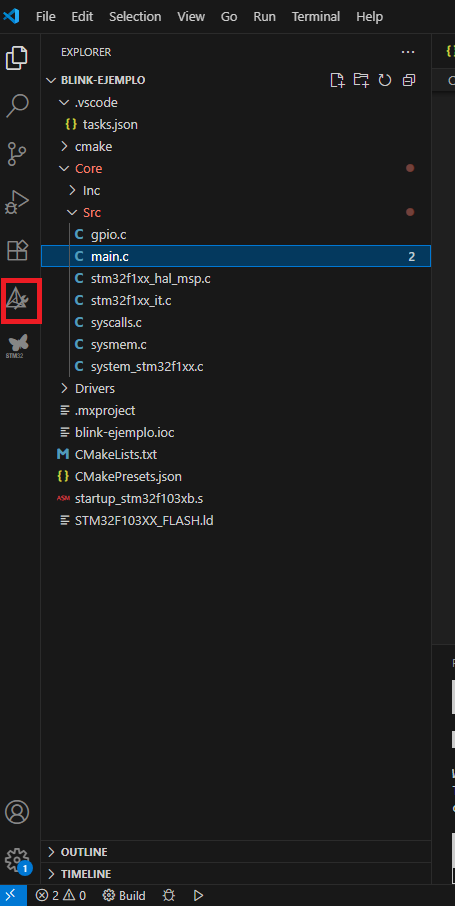 File Edit Selection View Go Run Terminal Help
EXPLORER
BLINK-EJEMPLO
.vscode
{} tasks.json
cmake
Core
Inc
Src
C gpio.c
C main.c 2
C stm32f1xx_hal_msp.c
C stm32f1xx_it.c
C syscalls.c
C sysmem.c
C system_stm32f1xx.c
STM32
Drivers
.mxproject
blink-ejemplo.ioc
M CMakeLists.txt
{} CMakePresets.json
ASM startup_stm32f103xb.s
STM32F103XX_FLASH.ld
OUTLINE
1
TIMELINE
2 0 Build